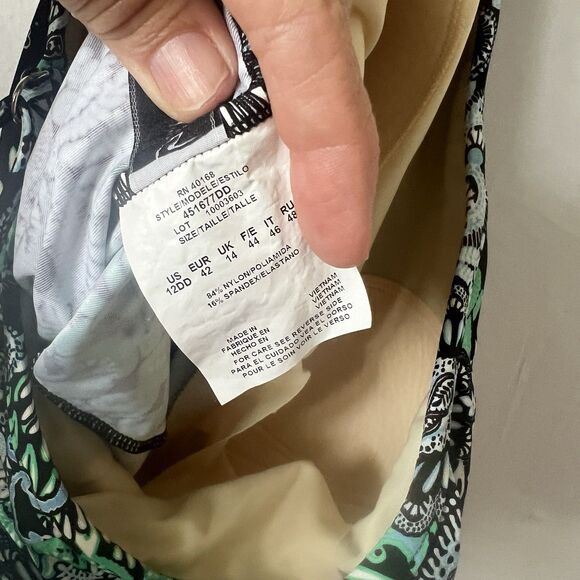 RN 40168
STYLE/MODELE/ESTILO
451677DD
LOT 10003603
SIZE/TAILLE/TALLE
US EUR UK F/E IT RU
12DD 42 14 44 46 48
84% NYLON/POLIAMIDA
16% SPANDEX/ELASTANO
MADE IN VIETNAM
FABRIQUE EN VIETNAM
HECHO EN VIETNAM
FOR CARE SEE REVERSE SIDE
PARA EL CUIDADO VEA EL DORSO
POUR LE SOIN VOIR LE VERSO